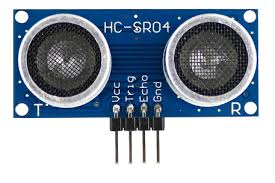 HC-SR04
Vcc
Trig
Echo
Gnd
T
R